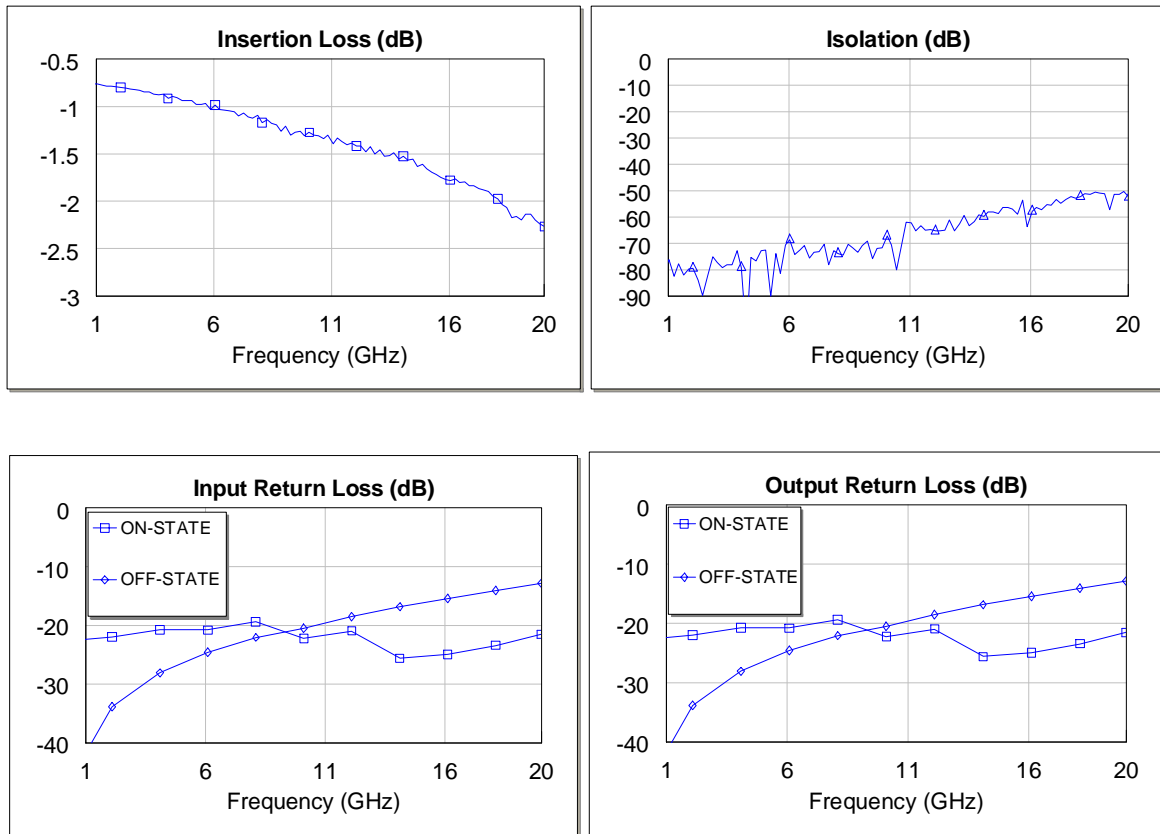 Insertion Loss (dB)
-0.5
-1
-1.5
-2
-2.5
-3
1 6 11 16 20
Frequency (GHz)
Isolation (dB)
0
-10
-20
-30
-40
-50
-60
-70
-80
-90
1 6 11 16 20
Frequency (GHz)
Input Return Loss (dB)
0
-10
-20
-30
-40
ON-STATE
OFF-STATE
1 6 11 16 20
Frequency (GHz)
Output Return Loss (dB)
0
-10
-20
-30
-40
ON-STATE
OFF-STATE
1 6 11 16 20
Frequency (GHz)